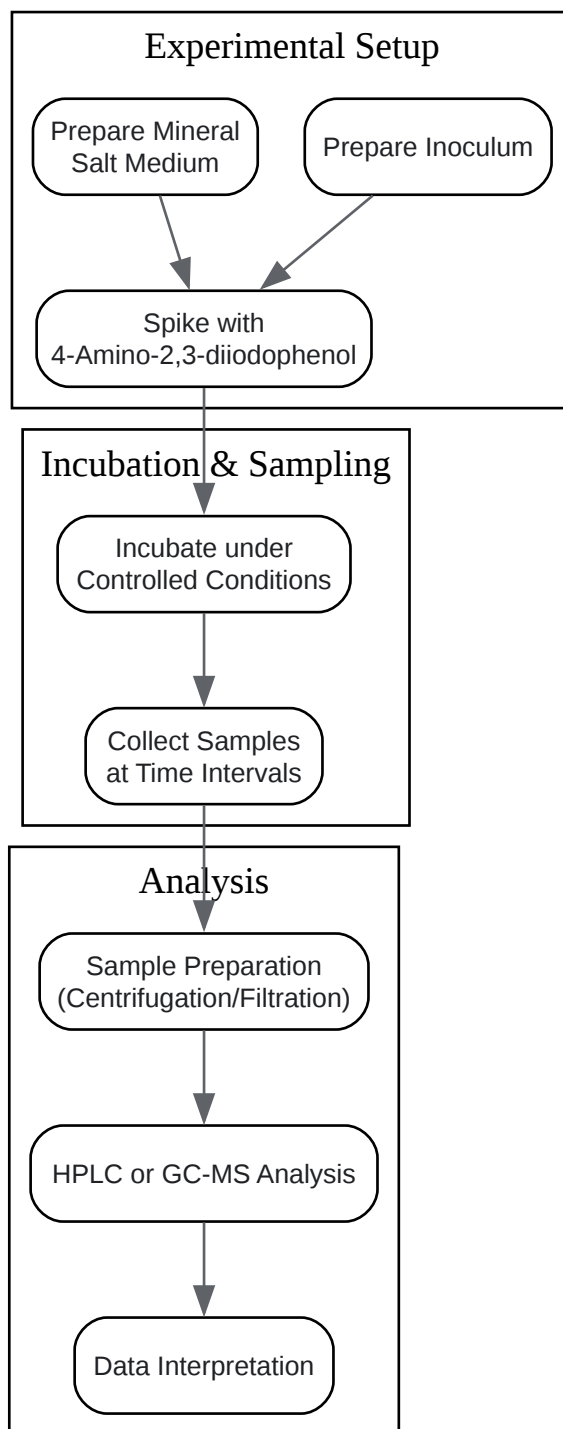 Experimental Setup
Prepare Mineral
Salt Medium
Prepare Inoculum
Spike with
4-Amino-2,3-diiodophenol
Incubation & Sampling
Incubate under
Controlled Conditions
Collect Samples
at Time Intervals
Analysis
Sample Preparation
(Centrifugation/Filtration)
HPLC or GC-MS Analysis
Data Interpretation